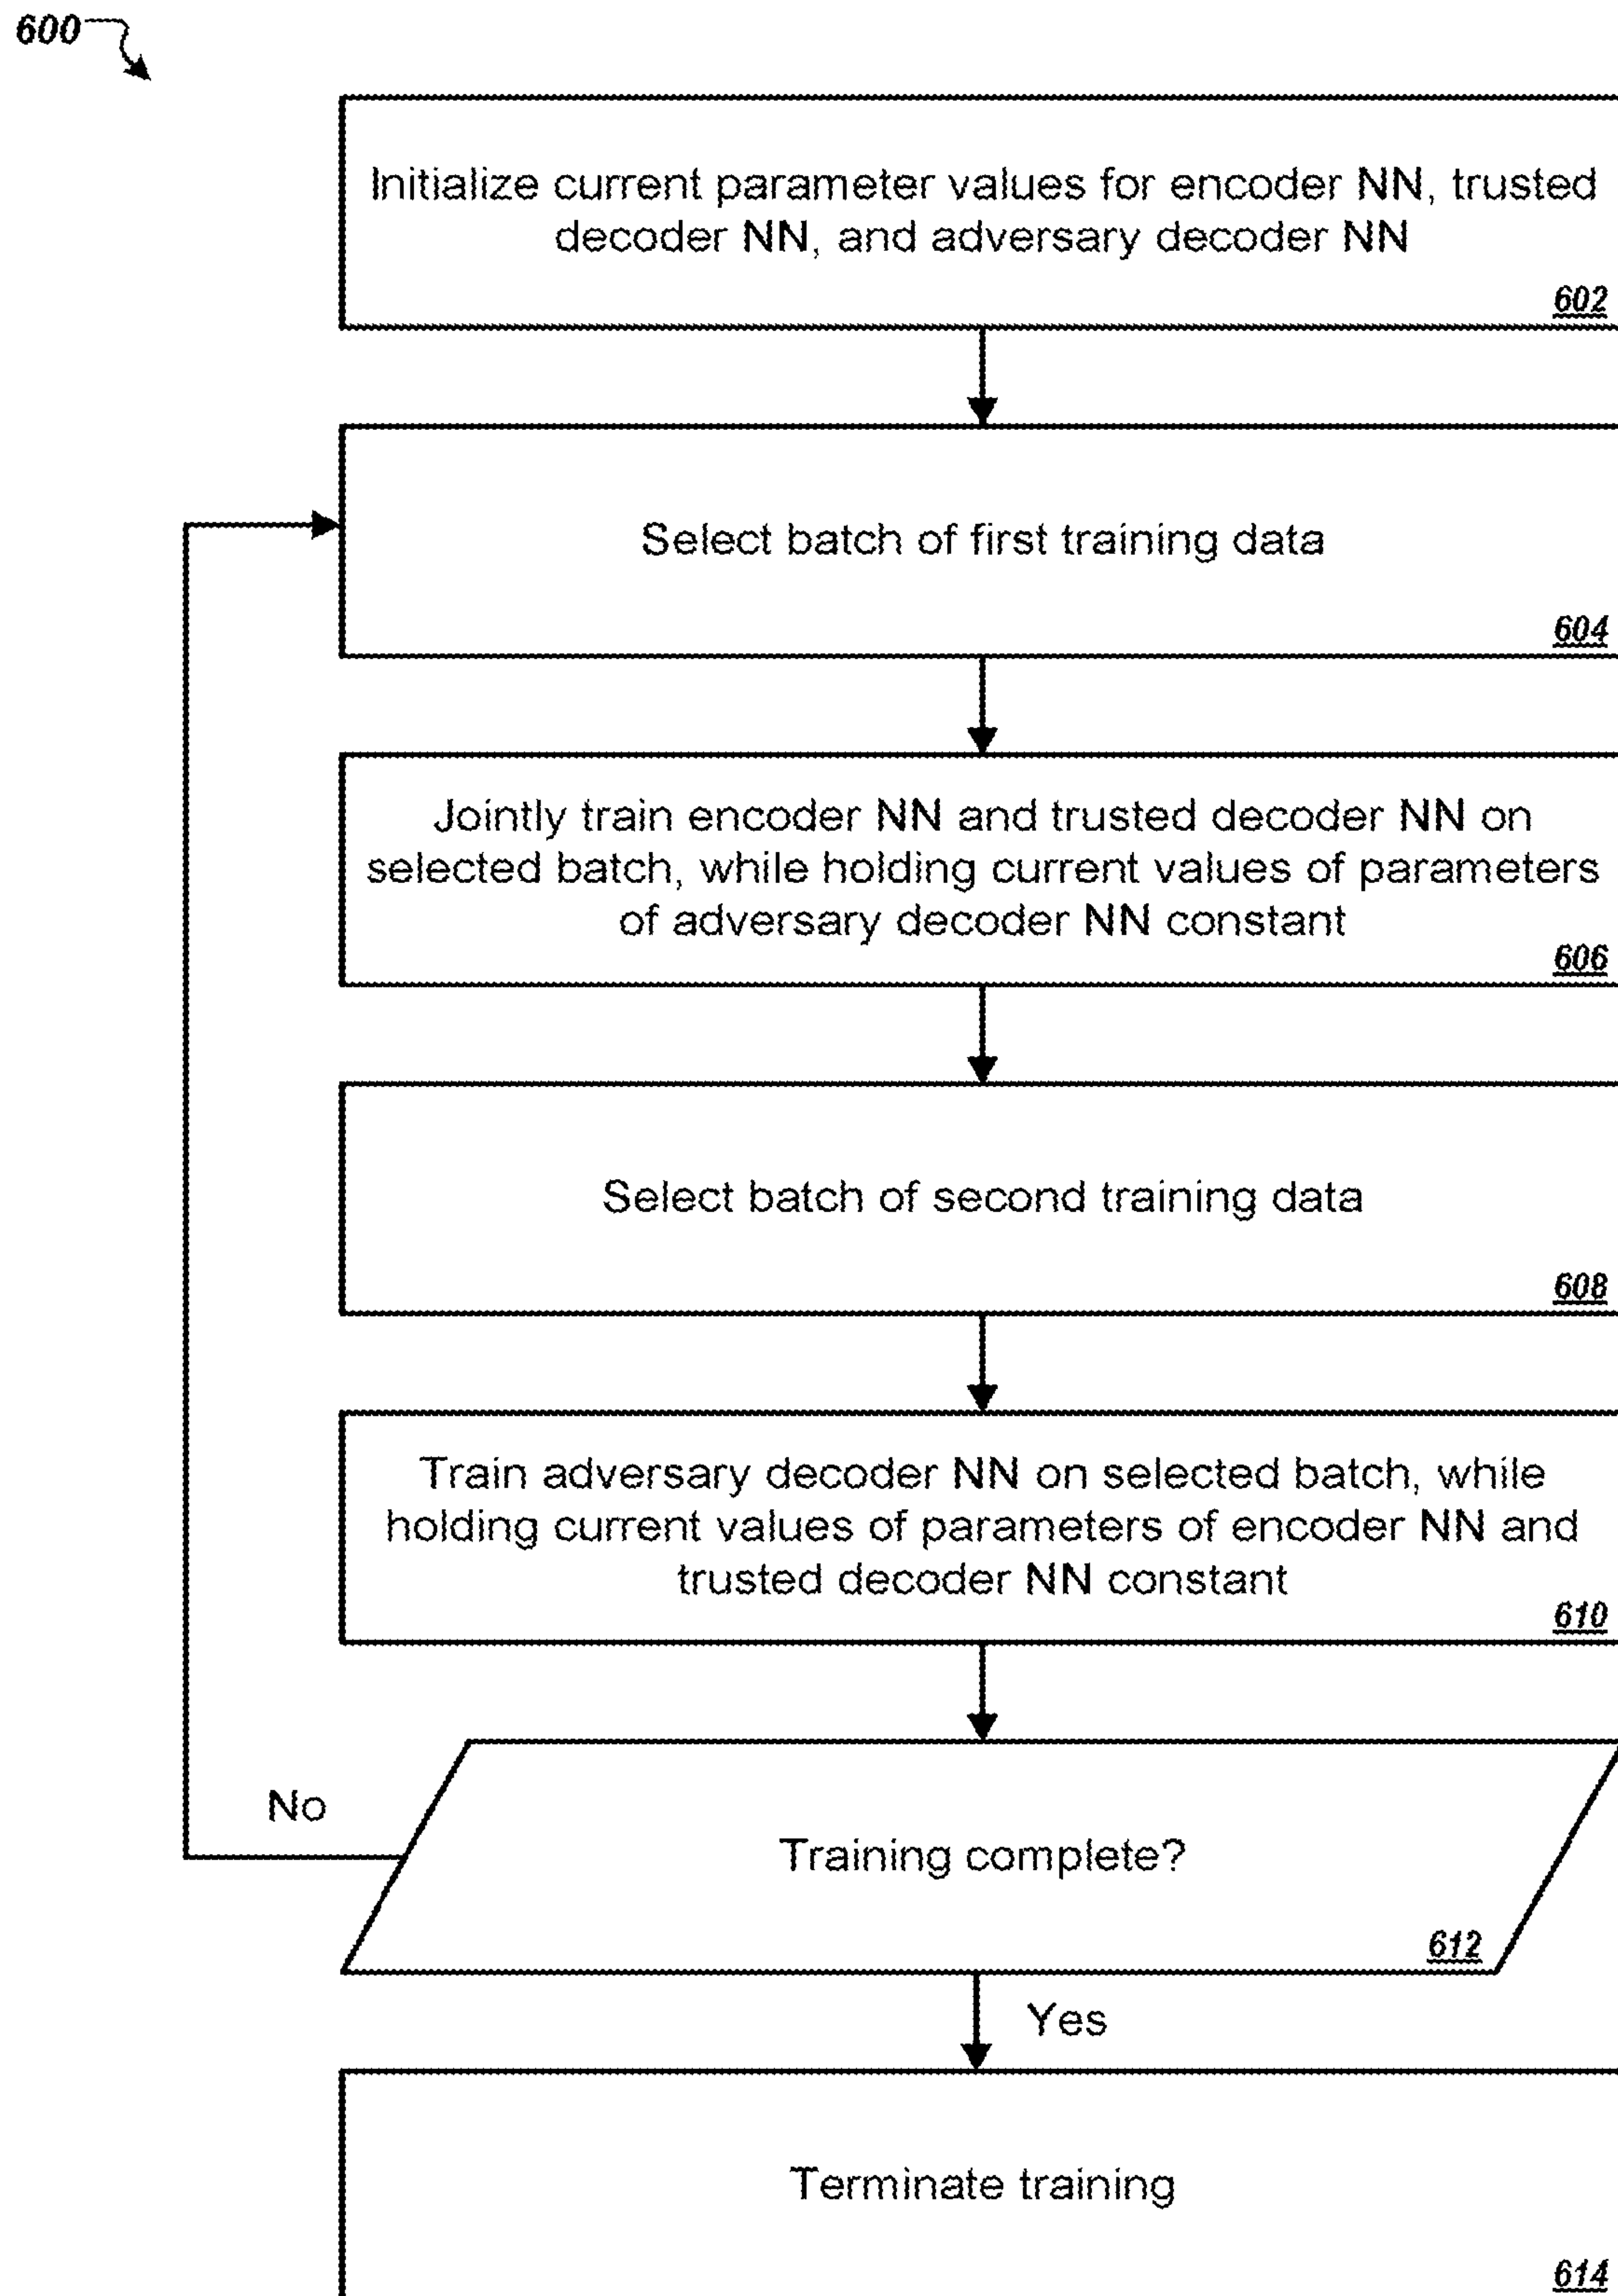 600
Initialize current parameter values for encoder NN, trusted
decoder NN, and adversary decoder NN
602
Select batch of first training data
604
Jointly train encoder NN and trusted decoder NN on
selected batch, while holding current values of parameters
of adversary decoder NN constant
606
Select batch of second training data
608
Train adversary decoder NN on selected batch, while
holding current values of parameters of encoder NN and
trusted decoder NN constant
610
No
Training complete?
612
Yes
Terminate training
614